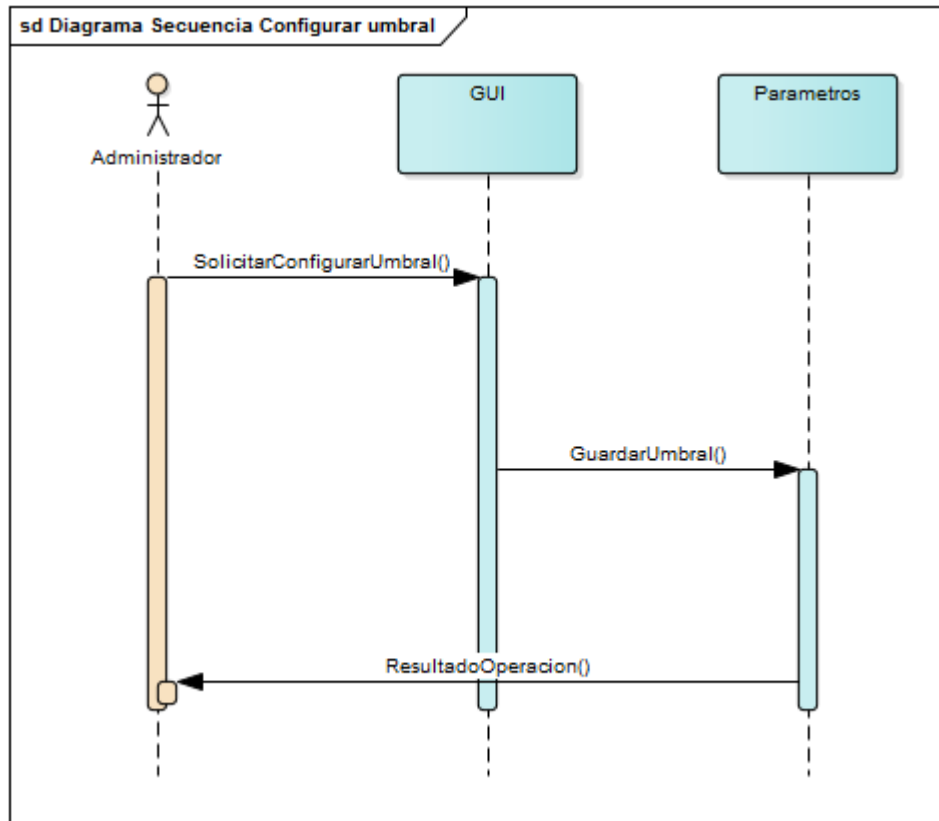 sd Diagrama Secuencia Configurar umbral
Administrador
GUI
Parametros
SolicitarConfigurarUmbral()
GuardarUmbral()
ResultadoOperacion()